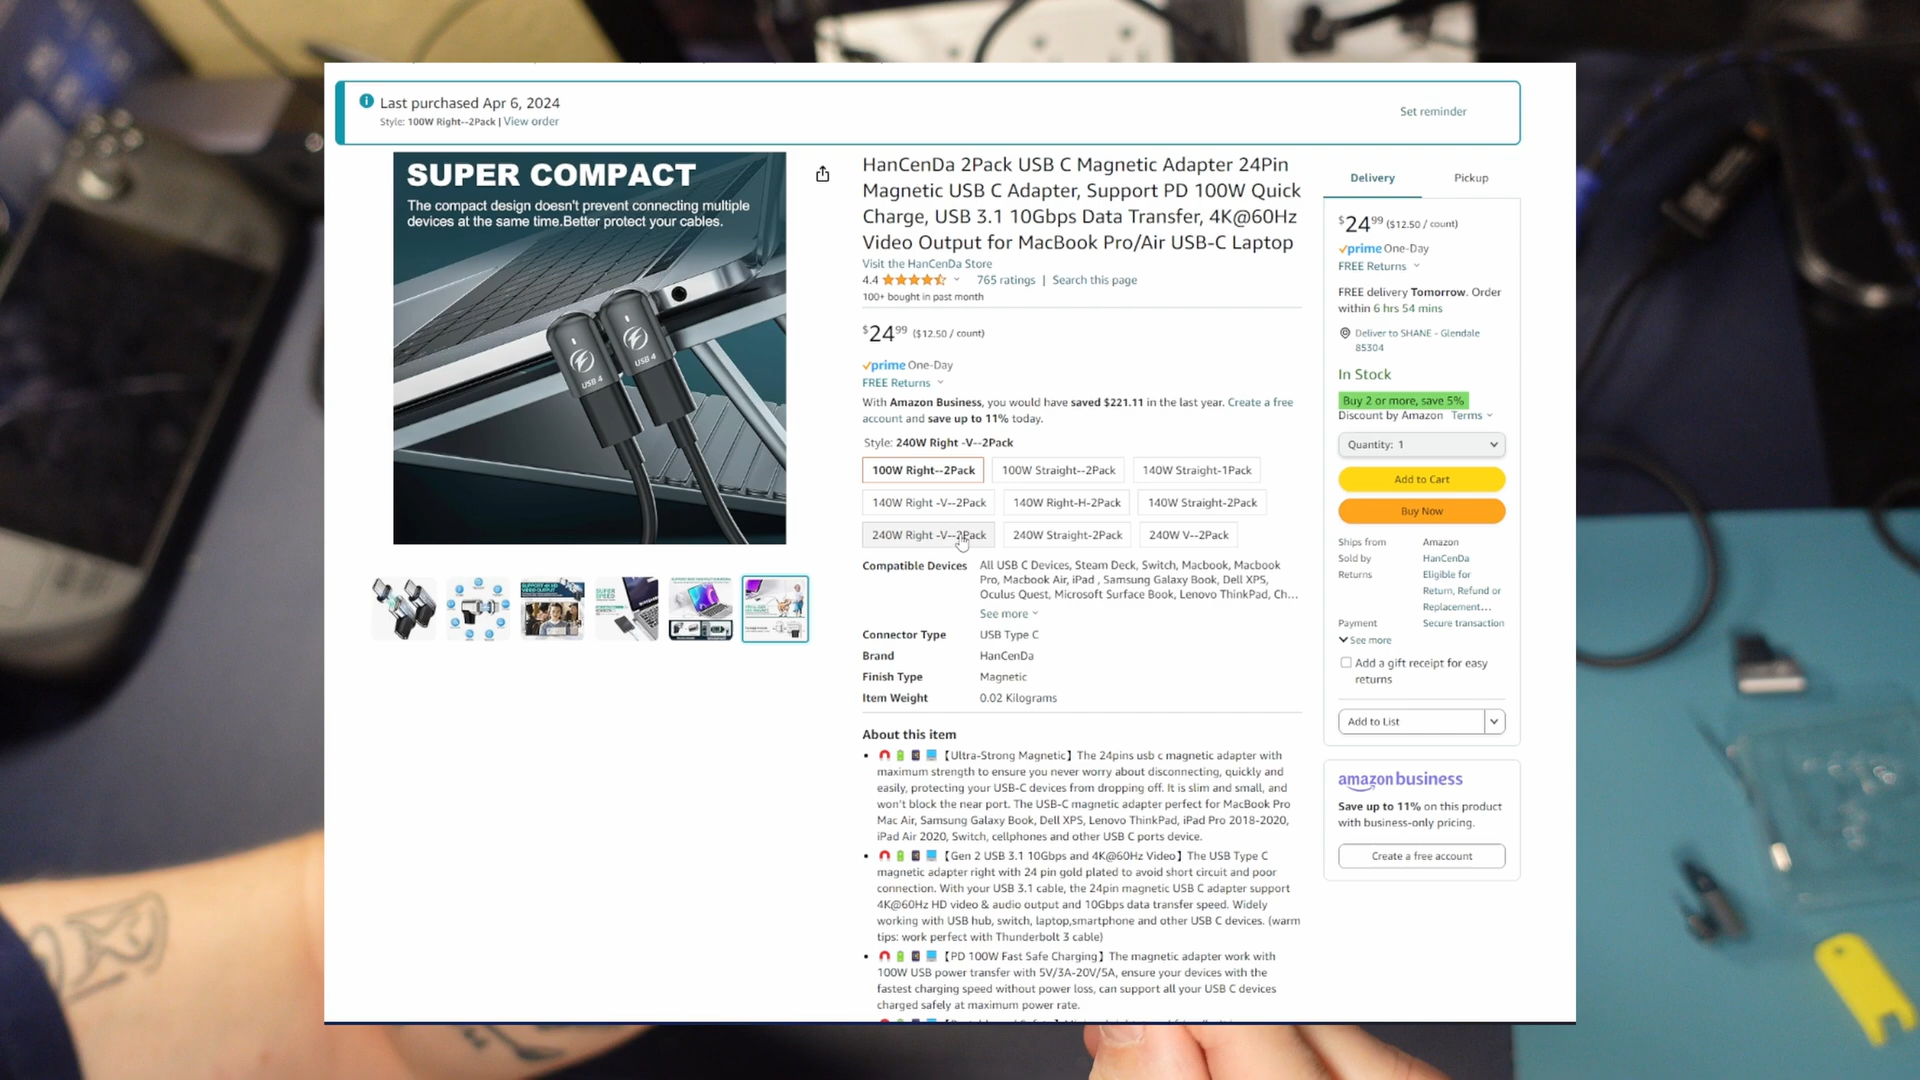 Last purchased Apr 6, 2024
Style: 100W Right--2Pack | View order
Set reminder
SUPER COMPACT
The compact design doesn't prevent connecting multiple
devices at the same time.Better protect your cables.
USB 4
USB 4
HanCenDa 2Pack USB C Magnetic Adapter 24Pin
Magnetic USB C Adapter, Support PD 100W Quick
Charge, USB 3.1 10Gbps Data Transfer, 4K@60Hz
Video Output for MacBook Pro/Air USB-C Laptop
Visit the HanCenDa Store
4.4 765 ratings | Search this page
100+ bought in past month
$24 99 ($12.50 / count)
prime One-Day
FREE Returns
With Amazon Business, you would have saved $221.11 in the last year. Create a free
account and save up to 11% today.
Style: 240W Right -V--2Pack
100W Right--2Pack 100W Straight--2Pack 140W Straight-1Pack
140W Right -V--2Pack 140W Right-H-2Pack 140W Straight-2Pack
240W Right -V--2Pack 240W Straight-2Pack 240W V--2Pack
Compatible Devices All USB C Devices, Steam Deck, Switch, Macbook, Macbook
Pro, Macbook Air, iPad , Samsung Galaxy Book, Dell XPS,
Oculus Quest, Microsoft Surface Book, Lenovo ThinkPad, Ch...
See more
Connector Type USB Type C
Brand HanCenDa
Finish Type Magnetic
Item Weight 0.02 Kilograms
About this item
• 【Ultra-Strong Magnetic】The 24pins usb c magnetic adapter with
maximum strength to ensure you never worry about disconnecting, quickly and
easily, protecting your USB-C devices from dropping off. It is slim and small, and
won't block the near port. The USB-C magnetic adapter perfect for MacBook Pro
Mac Air, Samsung Galaxy Book, Dell XPS, Lenovo ThinkPad, iPad Pro 2018-2020,
iPad Air 2020, Switch, cellphones and other USB C ports device.
• 【Gen 2 USB 3.1 10Gbps and 4K@60Hz Video】The USB Type C
magnetic adapter right with 24 pin gold plated to avoid short circuit and poor
connection. With your USB 3.1 cable, the 24pin magnetic USB C adapter support
4K@60Hz HD video & audio output and 10Gbps data transfer speed. Widely
working with USB hub, switch, laptop,smartphone and other USB C devices. (warm
tips: work perfect with Thunderbolt 3 cable)
• 【PD 100W Fast Safe Charging】The magnetic adapter work with
100W USB power transfer with 5V/3A-20V/5A, ensure your devices with the
fastest charging speed without power loss, can support all your USB C devices
charged safely at maximum power rate.
Delivery Pickup
$24 99 ($12.50 / count)
prime One-Day
FREE Returns
FREE delivery Tomorrow. Order
within 6 hrs 54 mins
Deliver to SHANE - Glendale
85304
In Stock
Buy 2 or more, save 5%
Discount by Amazon Terms
Quantity: 1
Add to Cart
Buy Now
Ships from Amazon
Sold by HanCenDa
Returns Eligible for
Return, Refund or
Replacement...
Payment Secure transaction
See more
Add a gift receipt for easy
returns
Add to List
amazon business
Save up to 11% on this product
with business-only pricing.
Create a free account